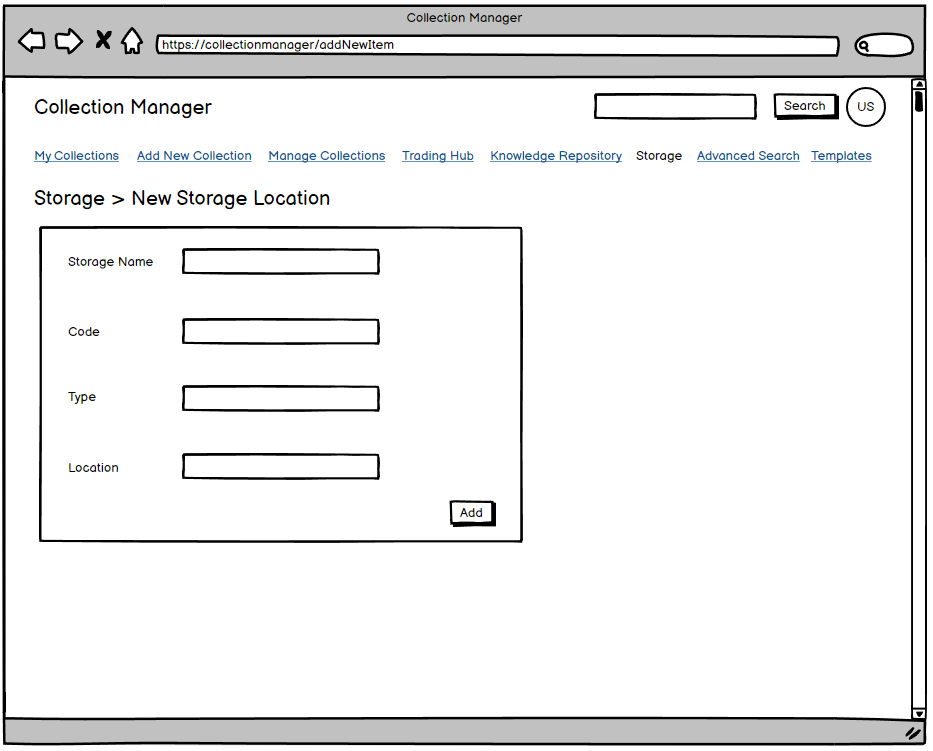 Collection Manager
https://collectionmanager/addNewItem
Collection Manager Search US
My Collections Add New Collection Manage Collections Trading Hub Knowledge Repository Storage Advanced Search Templates
Storage > New Storage Location
Storage Name
Code
Type
Location
Add